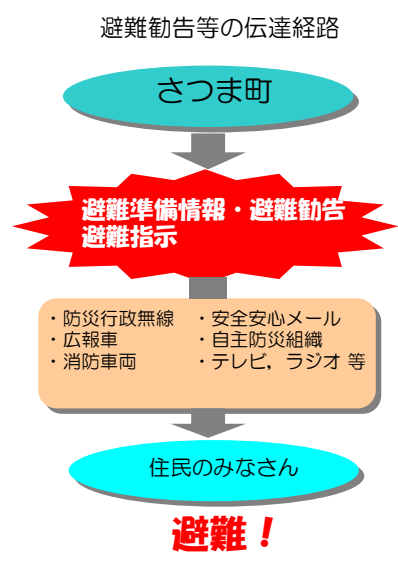 避難勧告等の伝達経路
さつま町
避難準備情報・避難勧告
避難指示
・防災行政無線 ・安全安心メール
・広報車 ・自主防災組織
・消防車両 ・テレビ，ラジオ 等
住民のみなさん
避難！